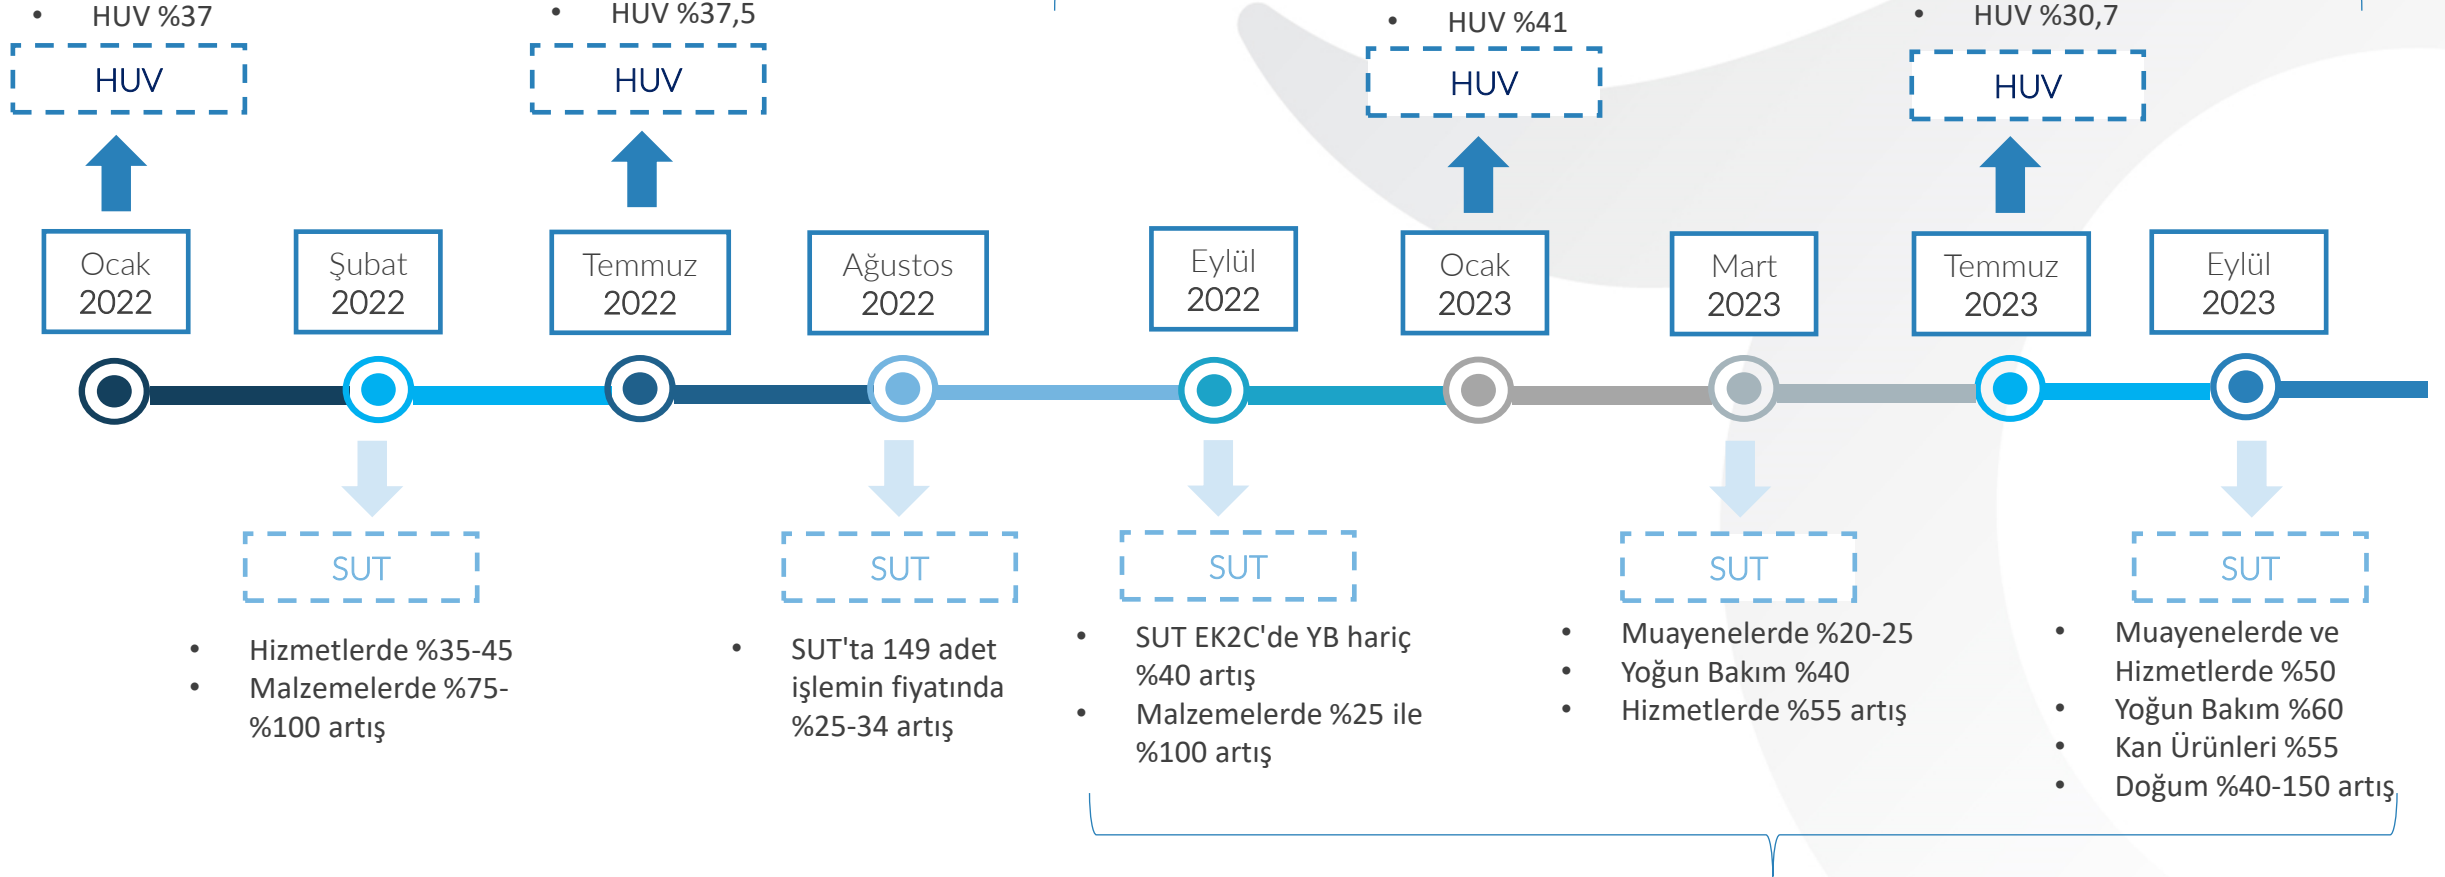 • HUV %37
• HUV %37,5
• HUV %41
• HUV %30,7
HUV
HUV
HUV
HUV
Ocak
2022
Şubat
2022
Temmuz
2022
Ağustos
2022
Eylül
2022
Ocak
2023
Mart
2023
Temmuz
2023
Eylül
2023
SUT
• Hizmetlerde %35-45
• Malzemelerde %75-
%100 artış
SUT
• SUT'ta 149 adet
işlemin fiyatında
%25-34 artış
SUT
• SUT EK2C'de YB hariç
%40 artış
• Malzemelerde %25 ile
%100 artış
SUT
• Muayenelerde %20-25
• Yoğun Bakım %40
• Hizmetlerde %55 artış
SUT
• Muayenelerde ve
Hizmetlerde %50
• Yoğun Bakım %60
• Kan Ürünleri %55
• Doğum %40-150 artış